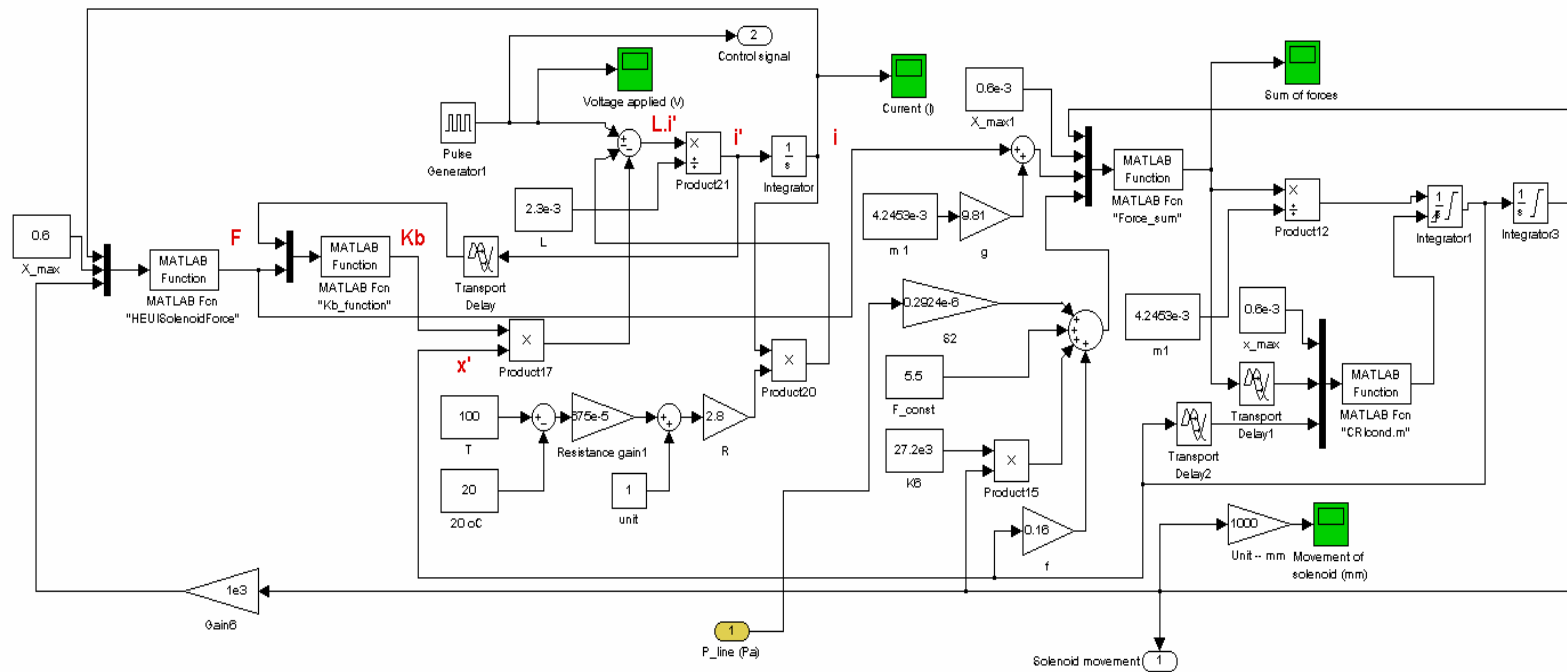 2
Control signal
Voltage applied (V)
Current (I)
0.6e-3
X_max1
Sum of forces
Pulse
Generator1
L.i'
i'
i
Product21
1
s
Integrator
2.3e-3
L
4.2453e-3
m 1
9.81
g
MATLAB
Function
MATLAB Fcn
"Force_sum"
Product12
1
s
Integrator1
1
s
Integrator3
0.6
X_max
F
MATLAB
Function
MATLAB Fcn
"HEUISolenoidForce"
Kb
MATLAB
Function
MATLAB Fcn
"Kb_function"
Transport
Delay
x'
Product17
Product20
0.2924e-6
S2
4.2453e-3
m1
0.6e-3
x_max
5.5
F_const
MATLAB
Function
MATLAB Fcn
"CRIcond.m"
Transport
Delay1
Transport
Delay2
100
T
675e-5
Resistance gain1
2.8
R
20
20 oC
1
unit
27.2e3
K6
Product15
0.16
f
1000
Unit -- mm
Movement of
solenoid (mm)
1e3
Gain6
1
P_line (Pa)
Solenoid movement
1